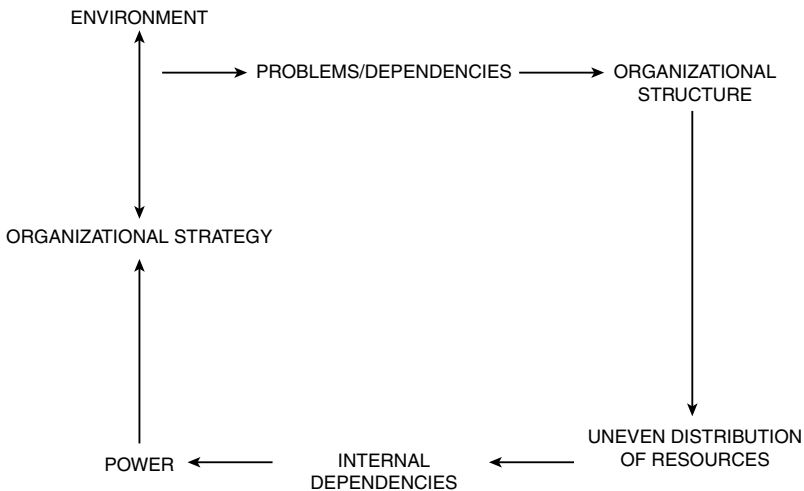 ENVIRONMENT
PROBLEMS/DEPENDENCIES
ORGANIZATIONAL
STRUCTURE
ORGANIZATIONAL STRATEGY
UNEVEN DISTRIBUTION
OF RESOURCES
INTERNAL
DEPENDENCIES
POWER